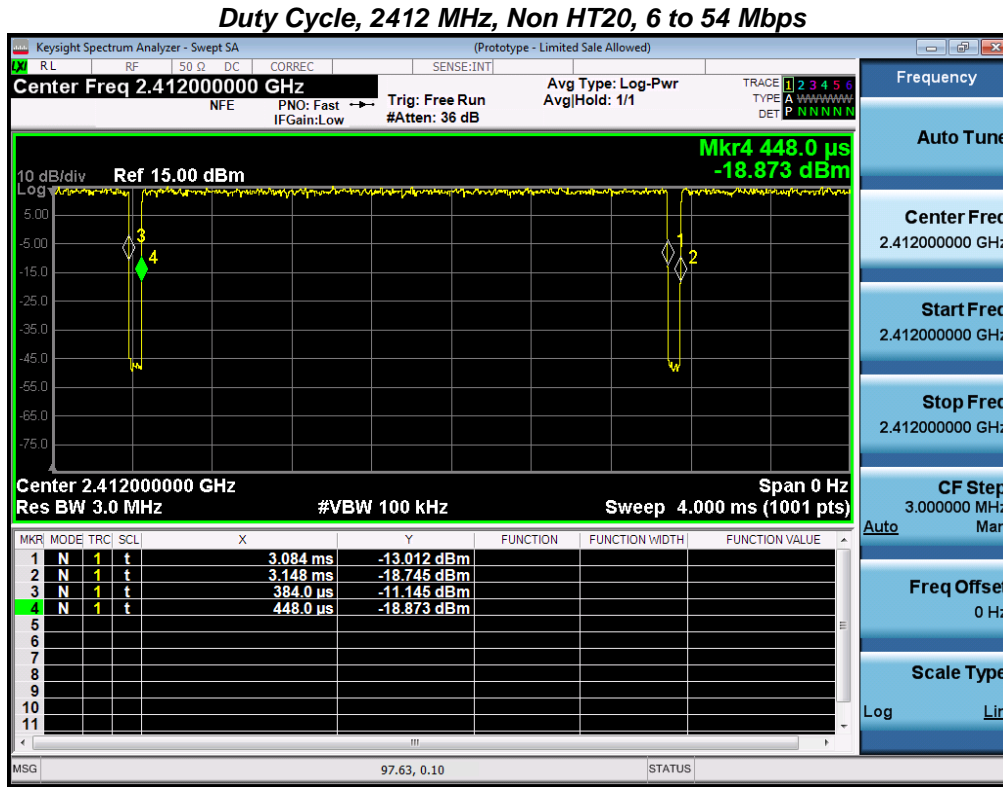 Duty Cycle, 2412 MHz, Non HT20, 6 to 54 Mbps
Keysight Spectrum Analyzer - Swept SA (Prototype - Limited Sale Allowed)
LXI RL RF 50 Ω DC CORREC SENSE:INT
Center Freq 2.412000000 GHz
NFE PNO: Fast IFGain:Low
Trig: Free Run #Atten: 36 dB
Avg Type: Log-Pwr Avg|Hold: 1/1
TRACE 1 2 3 4 5 6
TYPE A WWWWW
DET P N N N N N
Mkr4 448.0 µs
-18.873 dBm
10 dB/div Ref 15.00 dBm
Log
5.00
-5.00
-15.0
-25.0
-35.0
-45.0
-55.0
-65.0
-75.0
3
4
1
2
Center 2.412000000 GHz Span 0 Hz
Res BW 3.0 MHz #VBW 100 kHz Sweep 4.000 ms (1001 pts)
MKR MODE TRC SCL X Y FUNCTION FUNCTION WIDTH FUNCTION VALUE
1 N 1 t 3.084 ms -13.012 dBm
2 N 1 t 3.148 ms -18.745 dBm
3 N 1 t 384.0 µs -11.145 dBm
4 N 1 t 448.0 µs -18.873 dBm
5
6
7
8
9
10
11
MSG 97.63, 0.10 STATUS
Frequency
Auto Tune
Center Freq
2.412000000 GHz
Start Freq
2.412000000 GHz
Stop Freq
2.412000000 GHz
CF Step
3.000000 MHz
Auto Man
Freq Offset
0 Hz
Scale Type
Log Lin